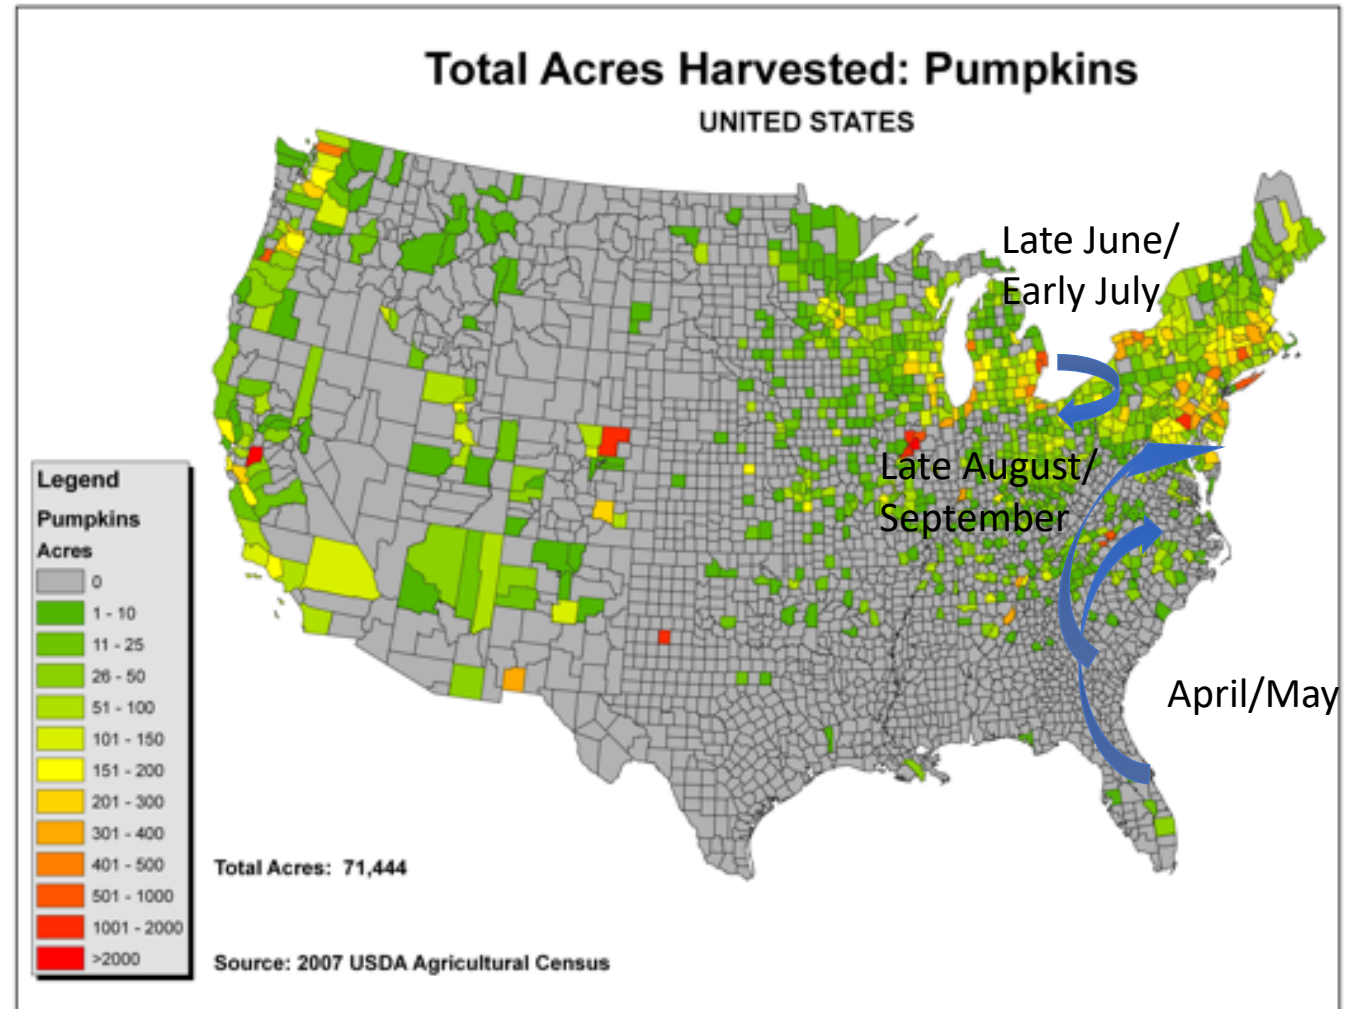 Total Acres Harvested: Pumpkins
UNITED STATES
Late June/
Early July
Late August/
September
April/May
Legend
Pumpkins
Acres
0
1 - 10
11 - 25
26 - 50
51 - 100
101 - 150
151 - 200
201 - 300
301 - 400
401 - 500
501 - 1000
1001 - 2000
>2000
Total Acres: 71,444
Source: 2007 USDA Agricultural Census